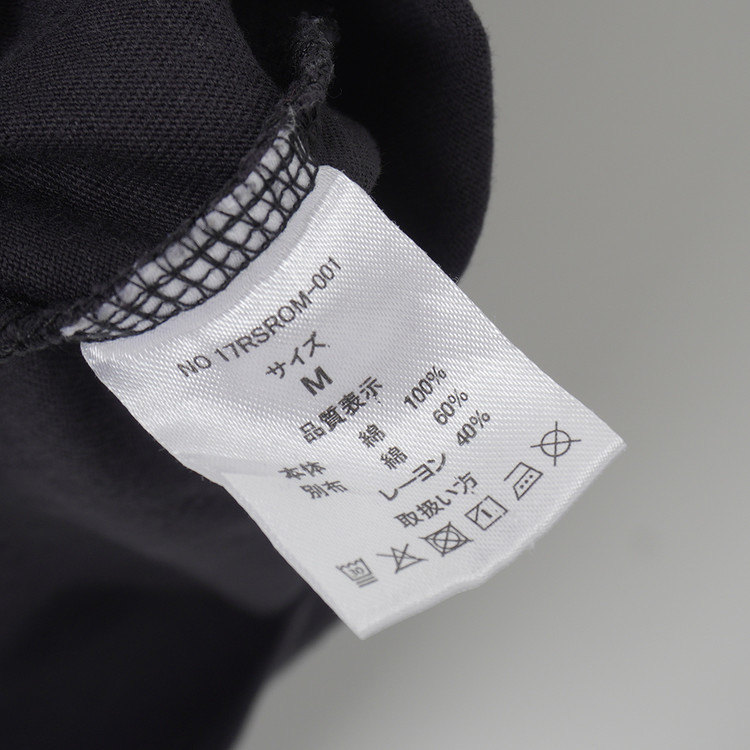 NO 17RSROM-001
サイズ
M
品質表示
本体 綿 100%
別布 綿 60%
レーヨン 40%
取扱い方
30